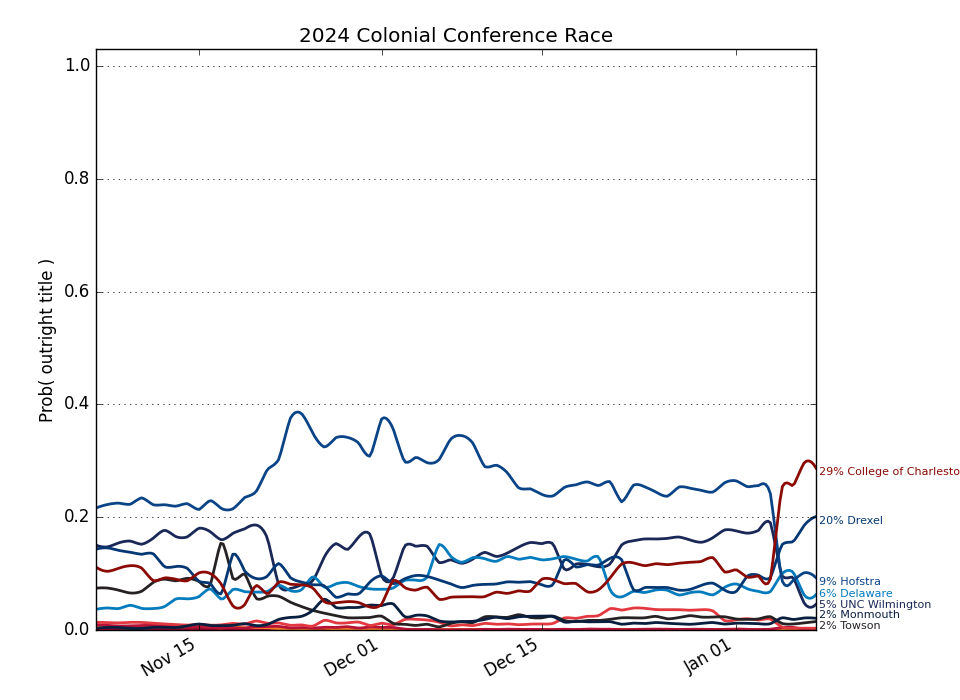 2024 Colonial Conference Race
Prob( outright title )
1.0
0.8
0.6
0.4
0.2
0.0
Nov 15
Dec 01
Dec 15
Jan 01
29% College of Charlesto
20% Drexel
9% Hofstra
6% Delaware
5% UNC Wilmington
2% Monmouth
2% Towson